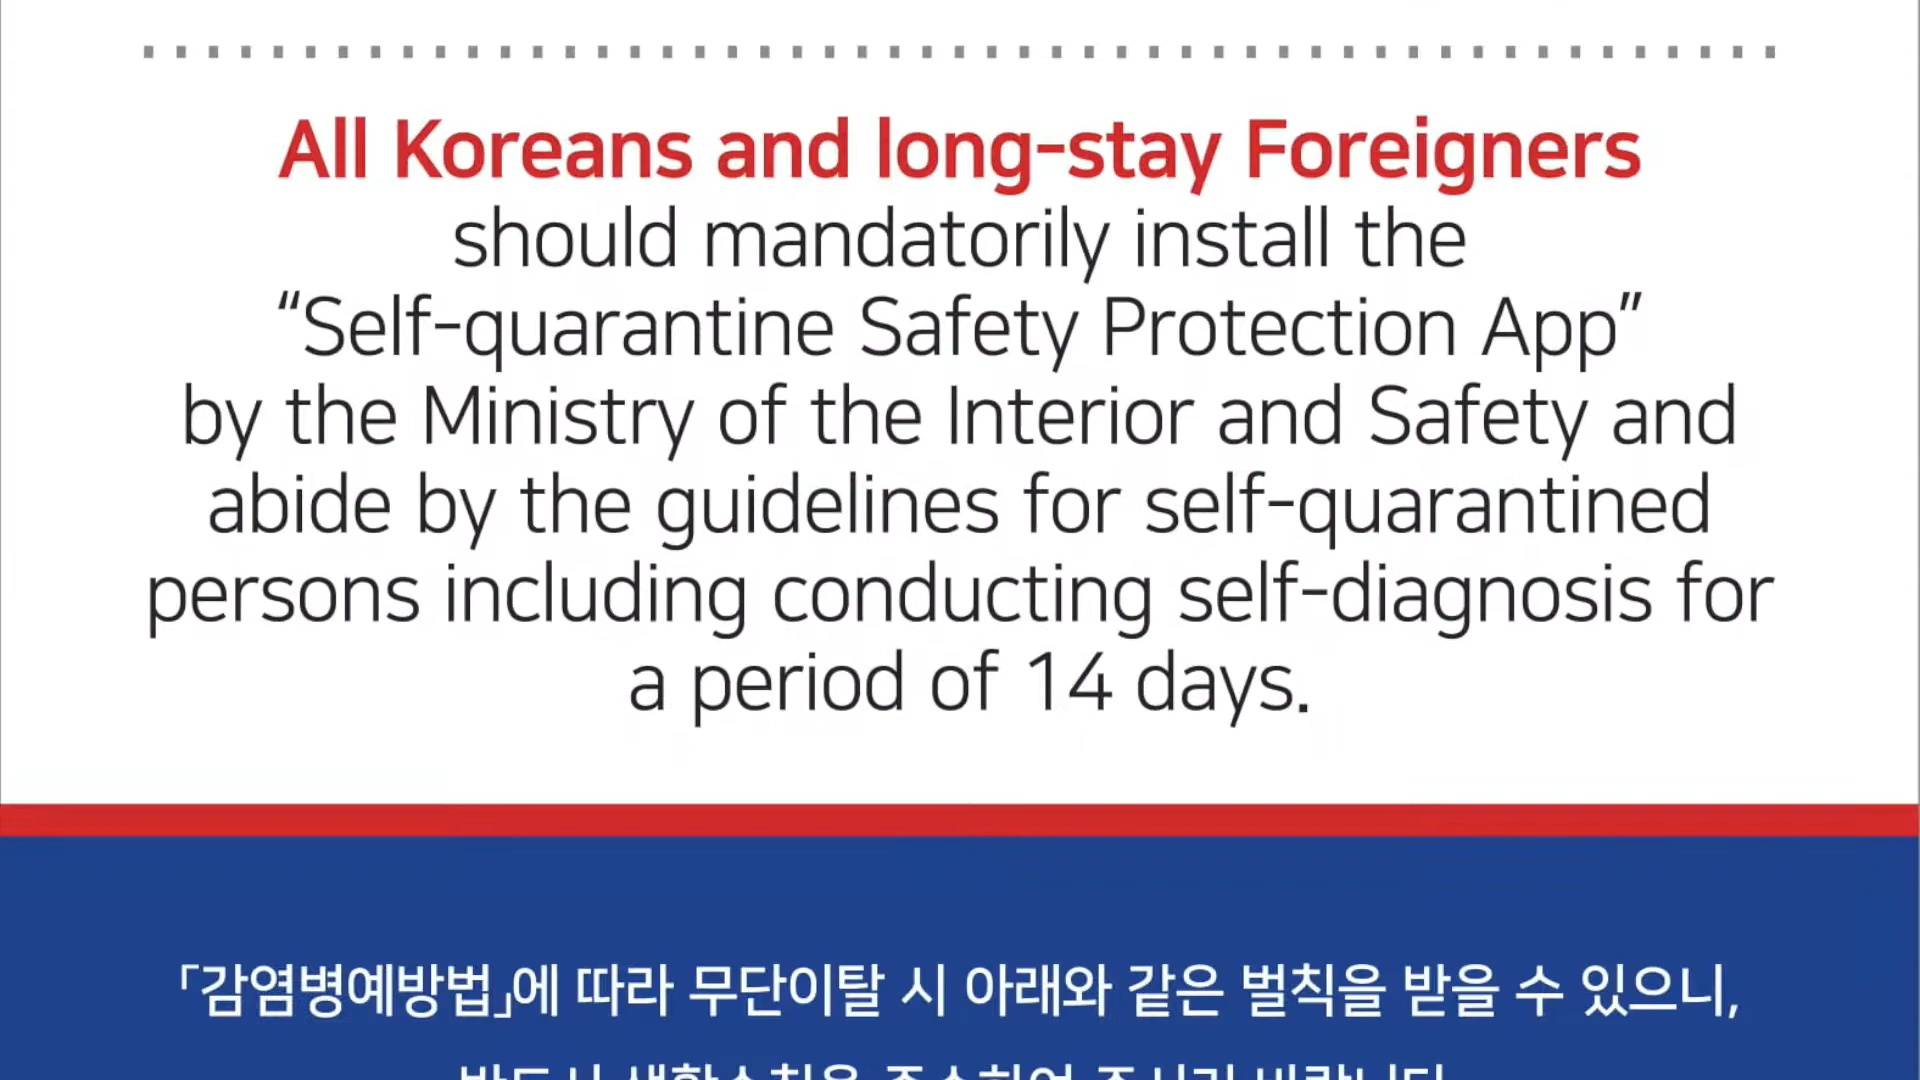 All Koreans and long-stay Foreigners
should mandatorily install the
“Self-quarantine Safety Protection App”
by the Ministry of the Interior and Safety and
abide by the guidelines for self-quarantined
persons including conducting self-diagnosis for
a period of 14 days.
「감염병예방법」에 따라 무단이탈 시 아래와 같은 벌칙을 받을 수 있으니,